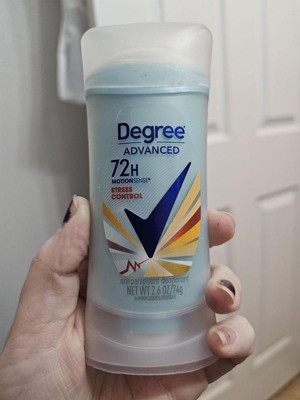 Degree
ADVANCED
72H
MOTIONSENSE
STRESS
CONTROL
antiperspirant deodorant
NET WT 2.6 OZ/74g